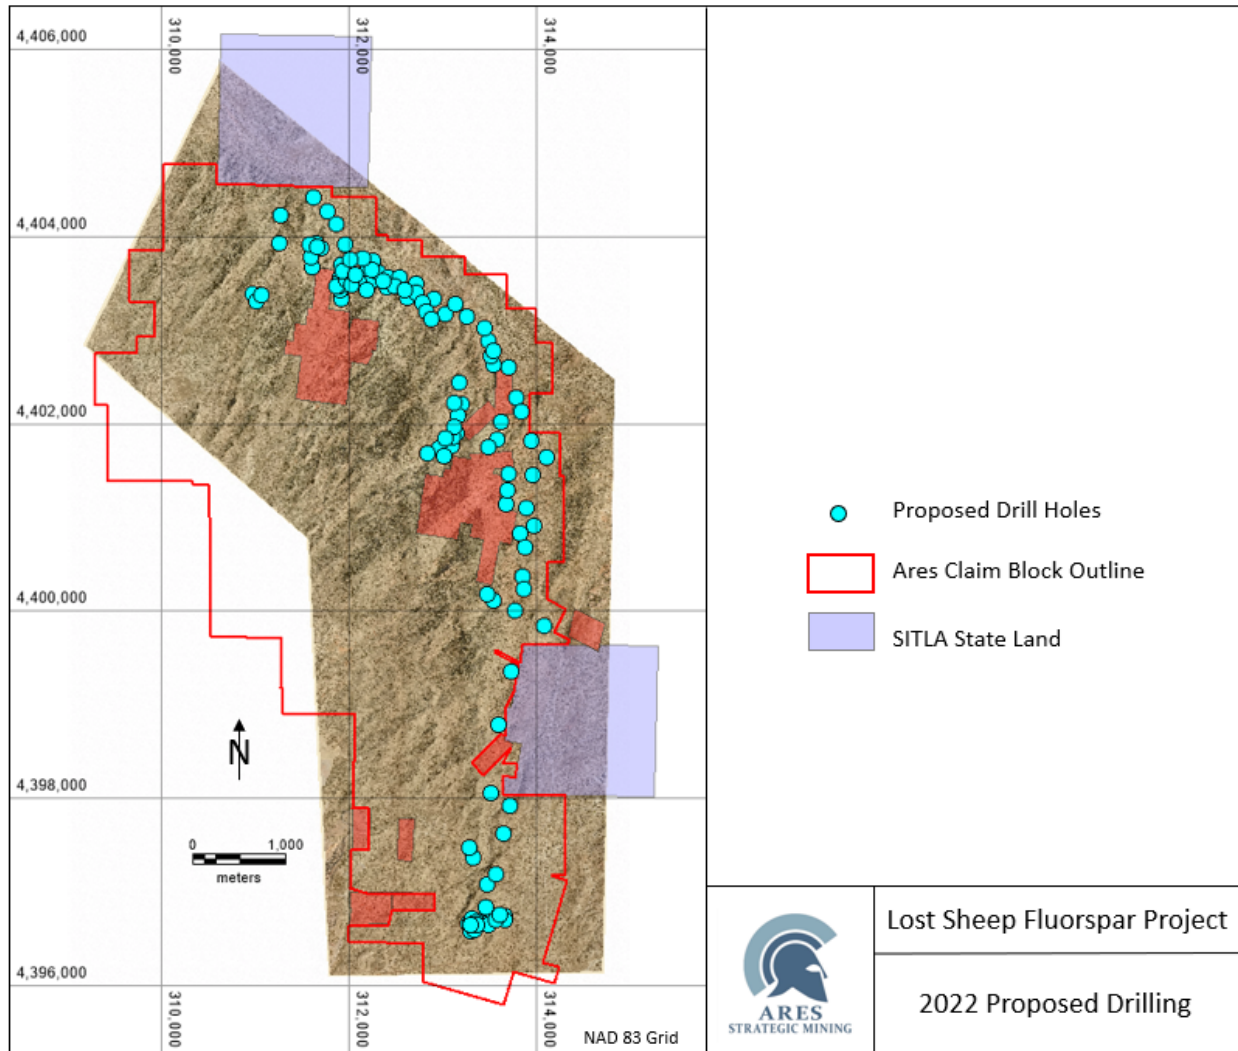 310,000
312,000
314,000
4,406,000
4,404,000
4,402,000
4,400,000
4,398,000
4,396,000
N
0 1,000
meters
310,000
312,000
314,000
NAD 83 Grid
Proposed Drill Holes
Ares Claim Block Outline
SITLA State Land
ARES
STRATEGIC MINING
Lost Sheep Fluorspar Project
2022 Proposed Drilling